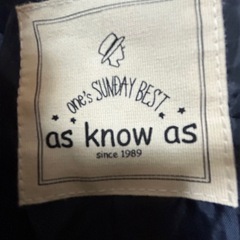 one's SUNDAY BEST
as know as
since 1989